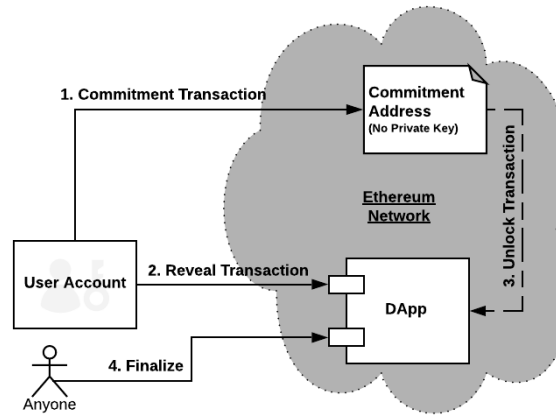 1. Commitment Transaction
Commitment
Address
(No Private Key)
3. Unlock Transaction
Ethereum
Network
User Account
2. Reveal Transaction
DApp
4. Finalize
Anyone